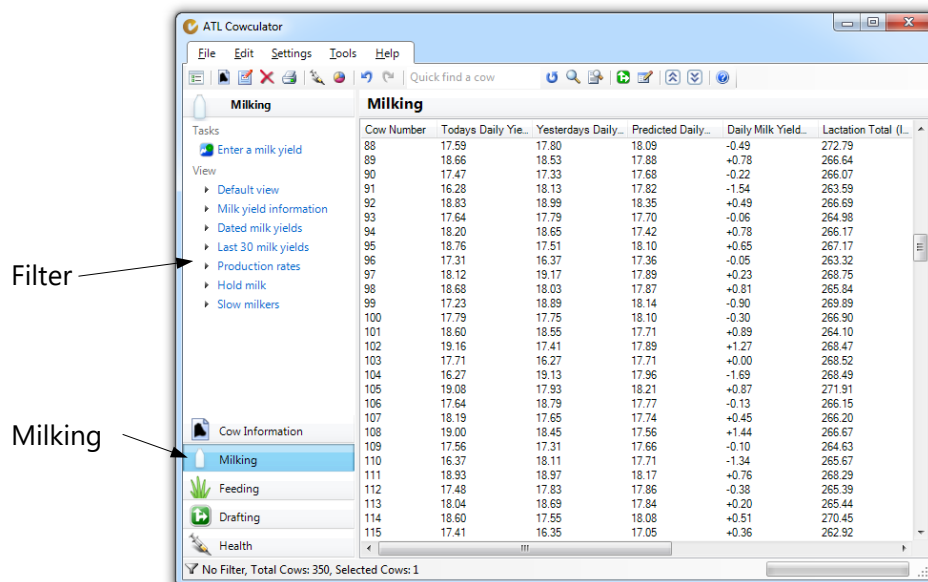 ATL Cowculator
File Edit Settings Tools Help
Quick find a cow
Milking
Tasks
Enter a milk yield
View
Default view
Milk yield information
Dated milk yields
Last 30 milk yields
Production rates
Hold milk
Slow milkers
Filter
Milking
Cow Information
Milking
Feeding
Drafting
Health
Milking
Cow Number Todays Daily Yie... Yesterdays Daily... Predicted Daily... Daily Milk Yield... Lactation Total (l...
88 17.59 17.80 18.09 -0.49 272.79
89 18.66 18.53 17.88 +0.78 266.64
90 17.47 17.33 17.68 -0.22 266.07
91 16.28 18.13 17.82 -1.54 263.59
92 18.83 18.99 18.35 +0.49 266.69
93 17.64 17.79 17.70 -0.06 264.98
94 18.20 18.65 17.42 +0.78 266.17
95 18.76 17.51 18.10 +0.65 267.17
96 17.31 16.37 17.36 -0.05 263.32
97 18.12 19.17 17.89 +0.23 268.75
98 18.68 18.03 17.87 +0.81 265.84
99 17.23 18.89 18.14 -0.90 269.89
100 17.79 17.75 18.10 -0.30 266.90
101 18.60 18.55 17.71 +0.89 264.10
102 19.16 17.41 17.89 +1.27 268.47
103 17.71 16.27 17.71 +0.00 268.52
104 16.27 19.13 17.96 -1.69 268.49
105 19.08 17.93 18.21 +0.87 271.91
106 17.64 18.79 17.77 -0.13 266.15
107 18.19 17.65 17.74 +0.45 266.20
108 19.00 18.45 17.56 +1.44 266.67
109 17.56 17.31 17.66 -0.10 264.63
110 16.37 18.11 17.71 -1.34 265.67
111 18.93 18.97 18.17 +0.76 268.29
112 17.48 17.83 17.86 -0.38 265.39
113 18.04 18.69 17.84 +0.20 265.44
114 18.60 17.55 18.08 +0.51 270.45
115 17.41 16.35 17.05 +0.36 262.92
No Filter, Total Cows: 350, Selected Cows: 1